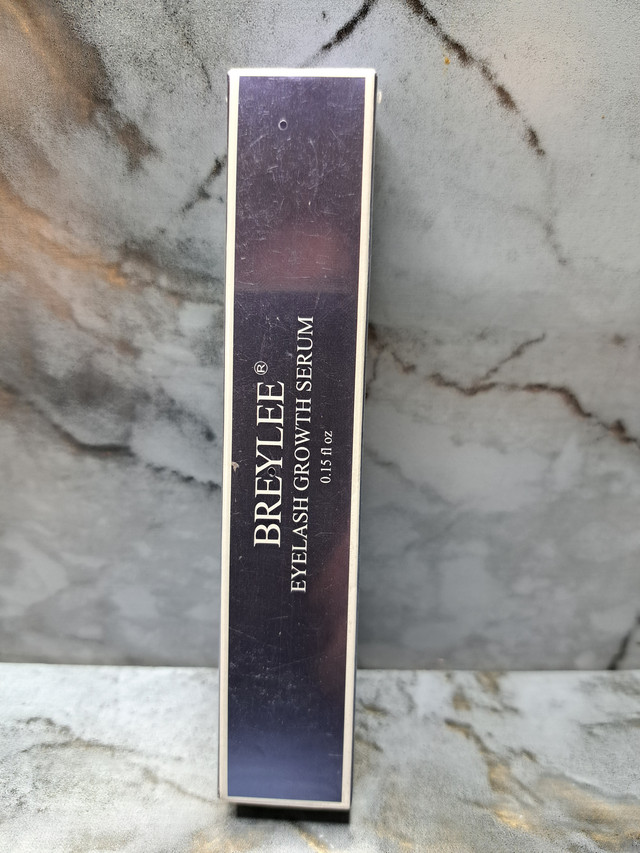 BREYLEE®
EYELASH GROWTH SERUM
0.15 fl oz